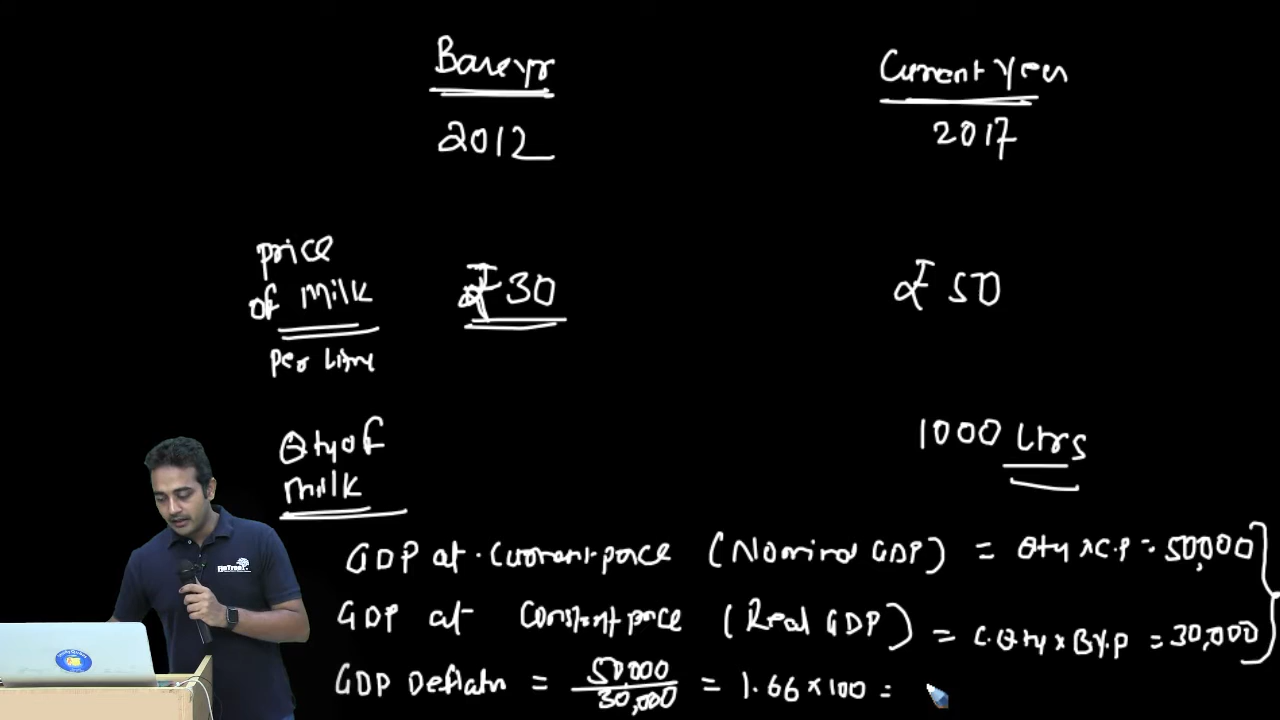 Base yr
Current Year
2012
2017
price
of milk
₹ 30
₹ 50
per litre
Qty of
milk
1000 Ltrs
GDP at current price (Nominal GDP) = Qty x C.P = 50,000
GDP at constant price (Real GDP) = C. Qty x B.Y.P = 30,000
GDP Deflator = 50000 / 30,000 = 1.66 x 100 =